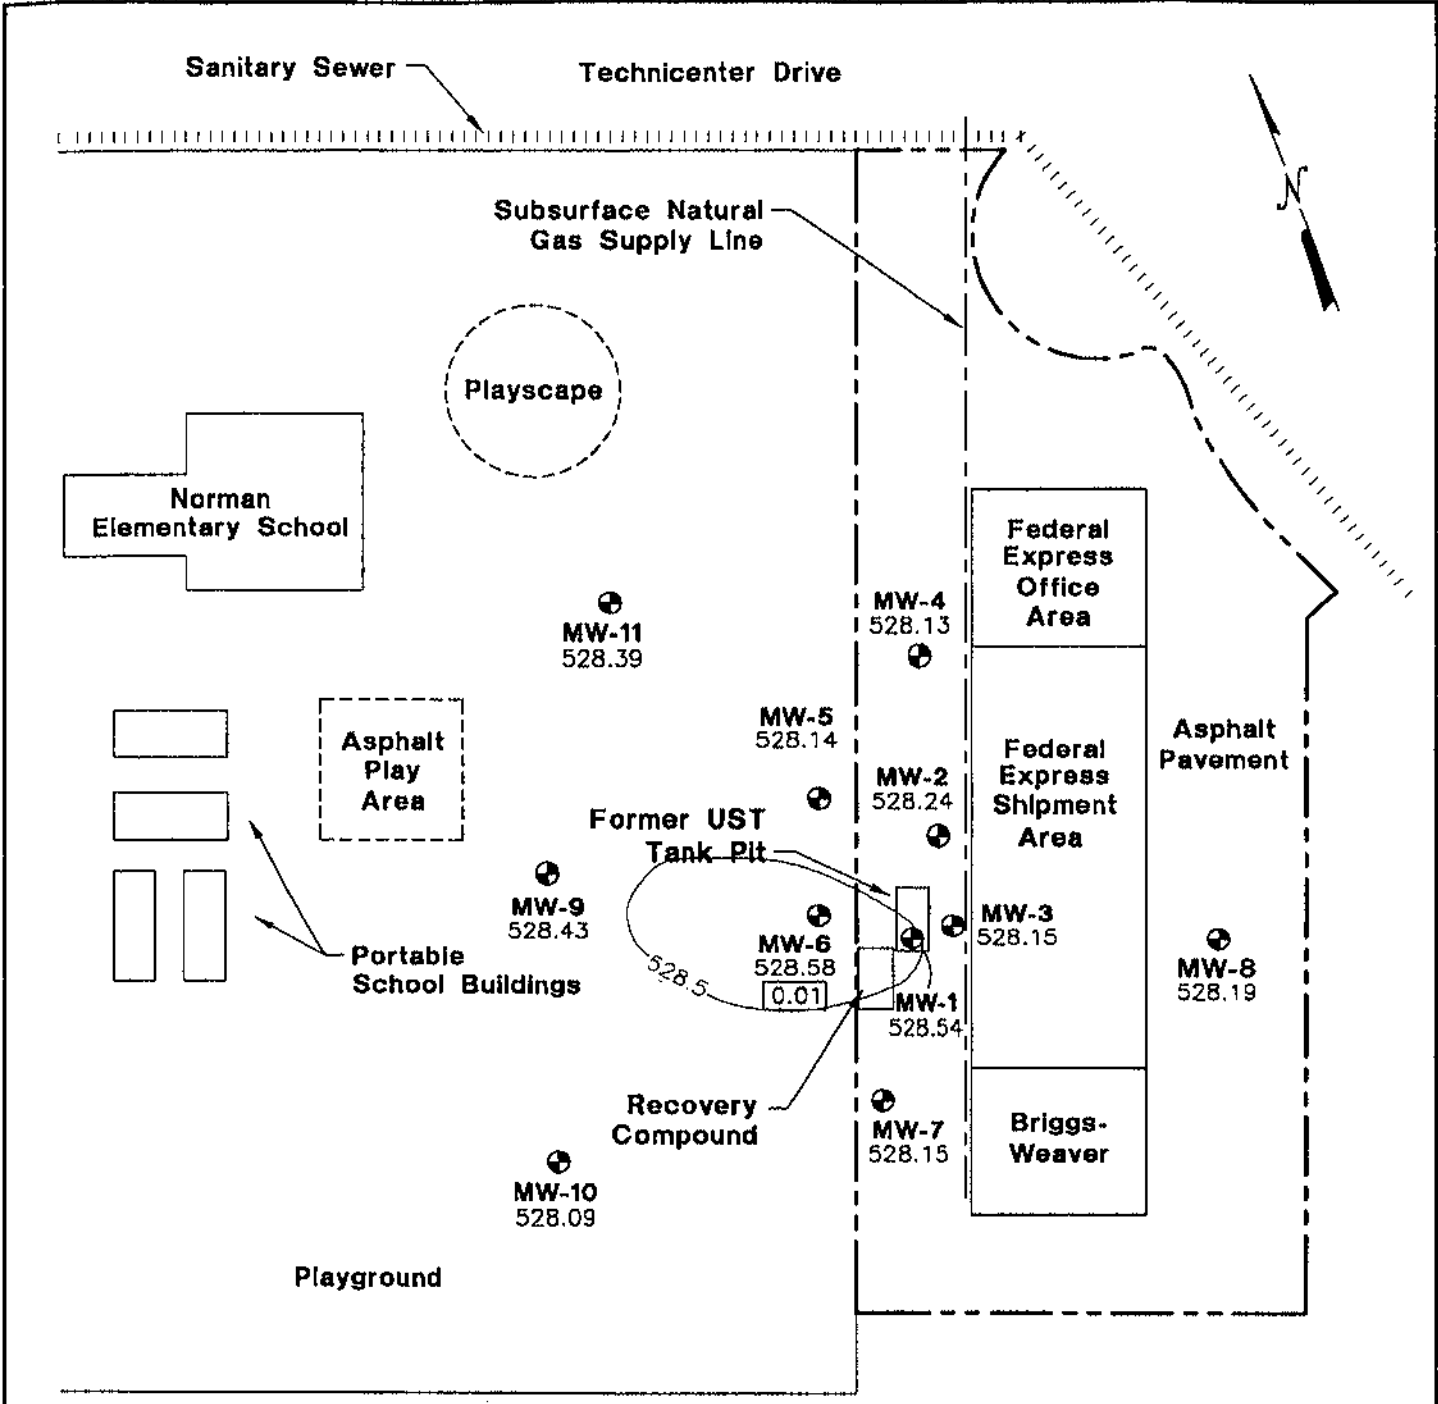 Sanitary Sewer
Technicenter Drive
N
Subsurface Natural
Gas Supply Line
Playscape
Norman
Elementary School
Federal
Express
Office
Area
MW-4
528.13
MW-11
528.39
MW-5
528.14
Asphalt
Play
Area
MW-2
528.24
Federal
Express
Shipment
Area
Asphalt
Pavement
Former UST
Tank Pit
MW-9
528.43
MW-6
528.58
0.01
528.5
MW-3
528.15
MW-8
528.19
Portable
School Buildings
MW-1
528.54
Recovery
Compound
MW-7
528.15
Briggs-
Weaver
MW-10
528.09
Playground